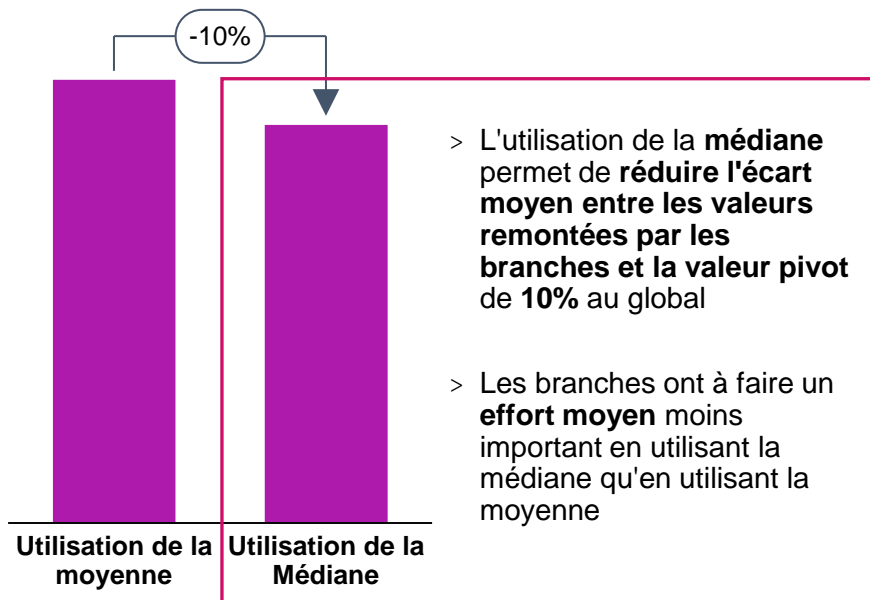 -10%
> L'utilisation de la médiane
permet de réduire l'écart
moyen entre les valeurs
remontées par les
branches et la valeur pivot
de 10% au global
> Les branches ont à faire un
effort moyen moins
important en utilisant la
médiane qu'en utilisant la
moyenne
Utilisation de la
moyenne
Utilisation de la
Médiane